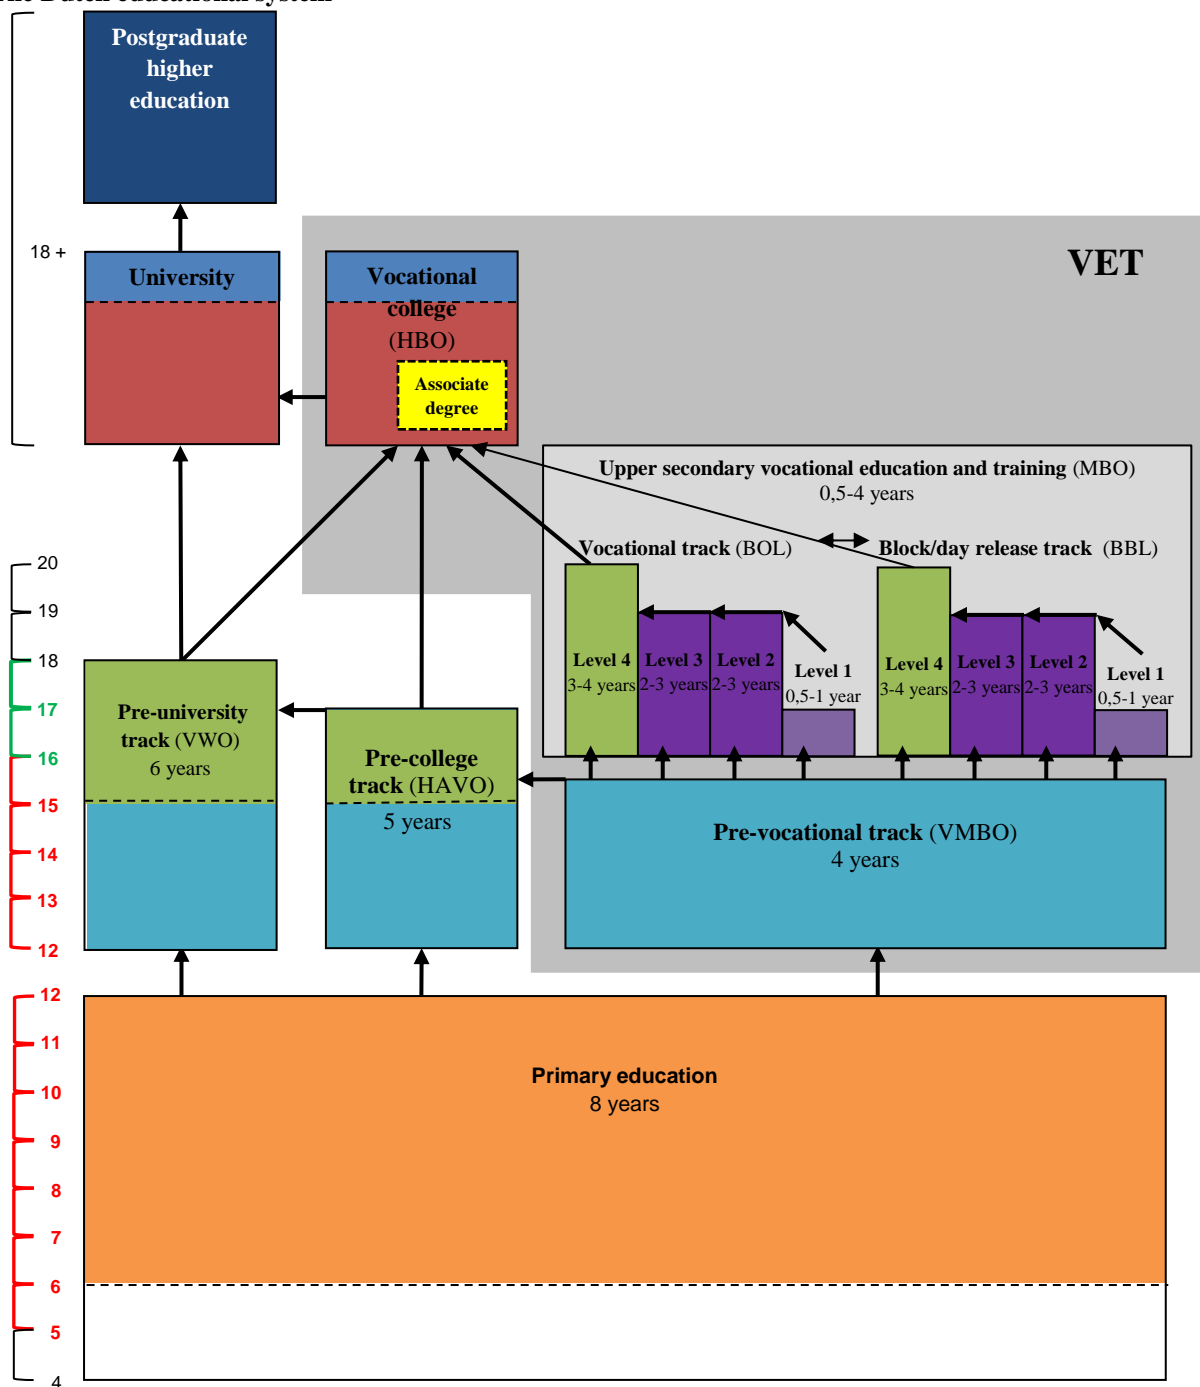 The Dutch educational system
Postgraduate
higher
education
18 +
VET
University
Vocational
college
(HBO)
Associate
degree
Upper secondary vocational education and training (MBO)
0,5-4 years
Vocational track (BOL)
Block/day release track (BBL)
20
19
18
17
16
15
14
13
12
Level 4
3-4 years
Level 3
2-3 years
Level 2
2-3 years
Level 1
0,5-1 year
Level 4
3-4 years
Level 3
2-3 years
Level 2
2-3 years
Level 1
0,5-1 year
Pre-university
track (VWO)
6 years
Pre-college
track (HAVO)
5 years
Pre-vocational track (VMBO)
4 years
12
11
10
9
8
7
6
5
4
Primary education
8 years